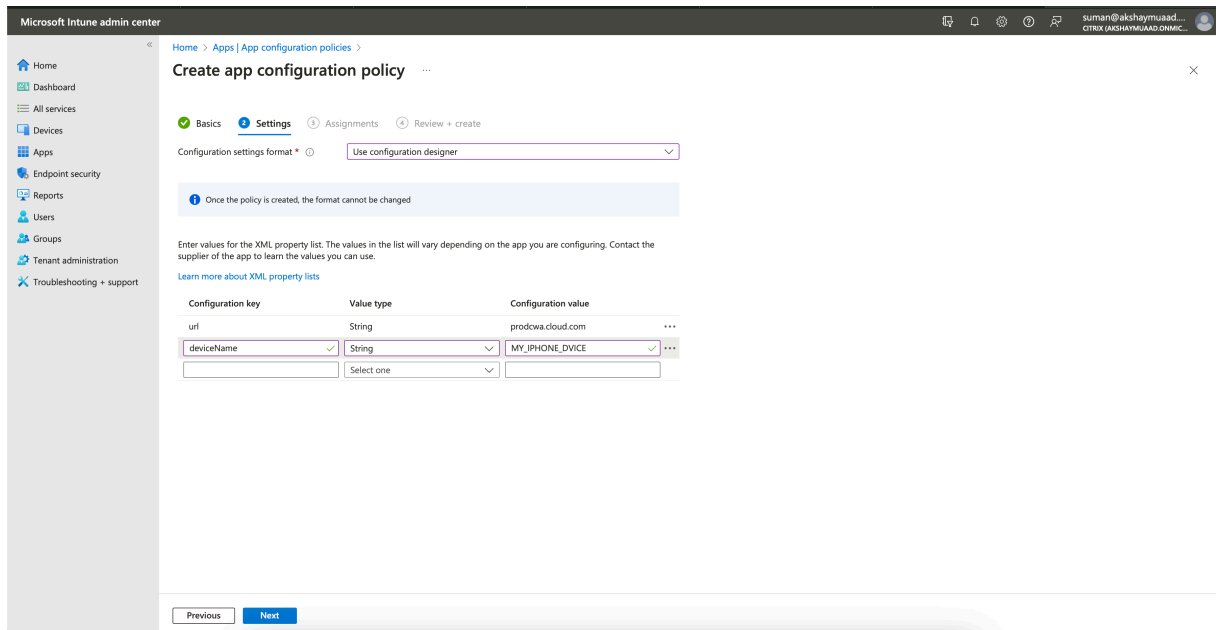 Microsoft Intune admin center
suman@akshaymuaad....
CITRIX (AKSHAYMUAAD.ONMIC...
«
Home
Dashboard
All services
Devices
Apps
Endpoint security
Reports
Users
Groups
Tenant administration
Troubleshooting + support
Home > Apps | App configuration policies >
Create app configuration policy ...
Basics 2 Settings 3 Assignments 4 Review + create
Configuration settings format * Use configuration designer
Once the policy is created, the format cannot be changed
Enter values for the XML property list. The values in the list will vary depending on the app you are configuring. Contact the
supplier of the app to learn the values you can use.
Learn more about XML property lists
Configuration key Value type Configuration value
url String prodcwa.cloud.com ...
deviceName String MY_IPHONE_DVICE ...
Select one
Previous Next